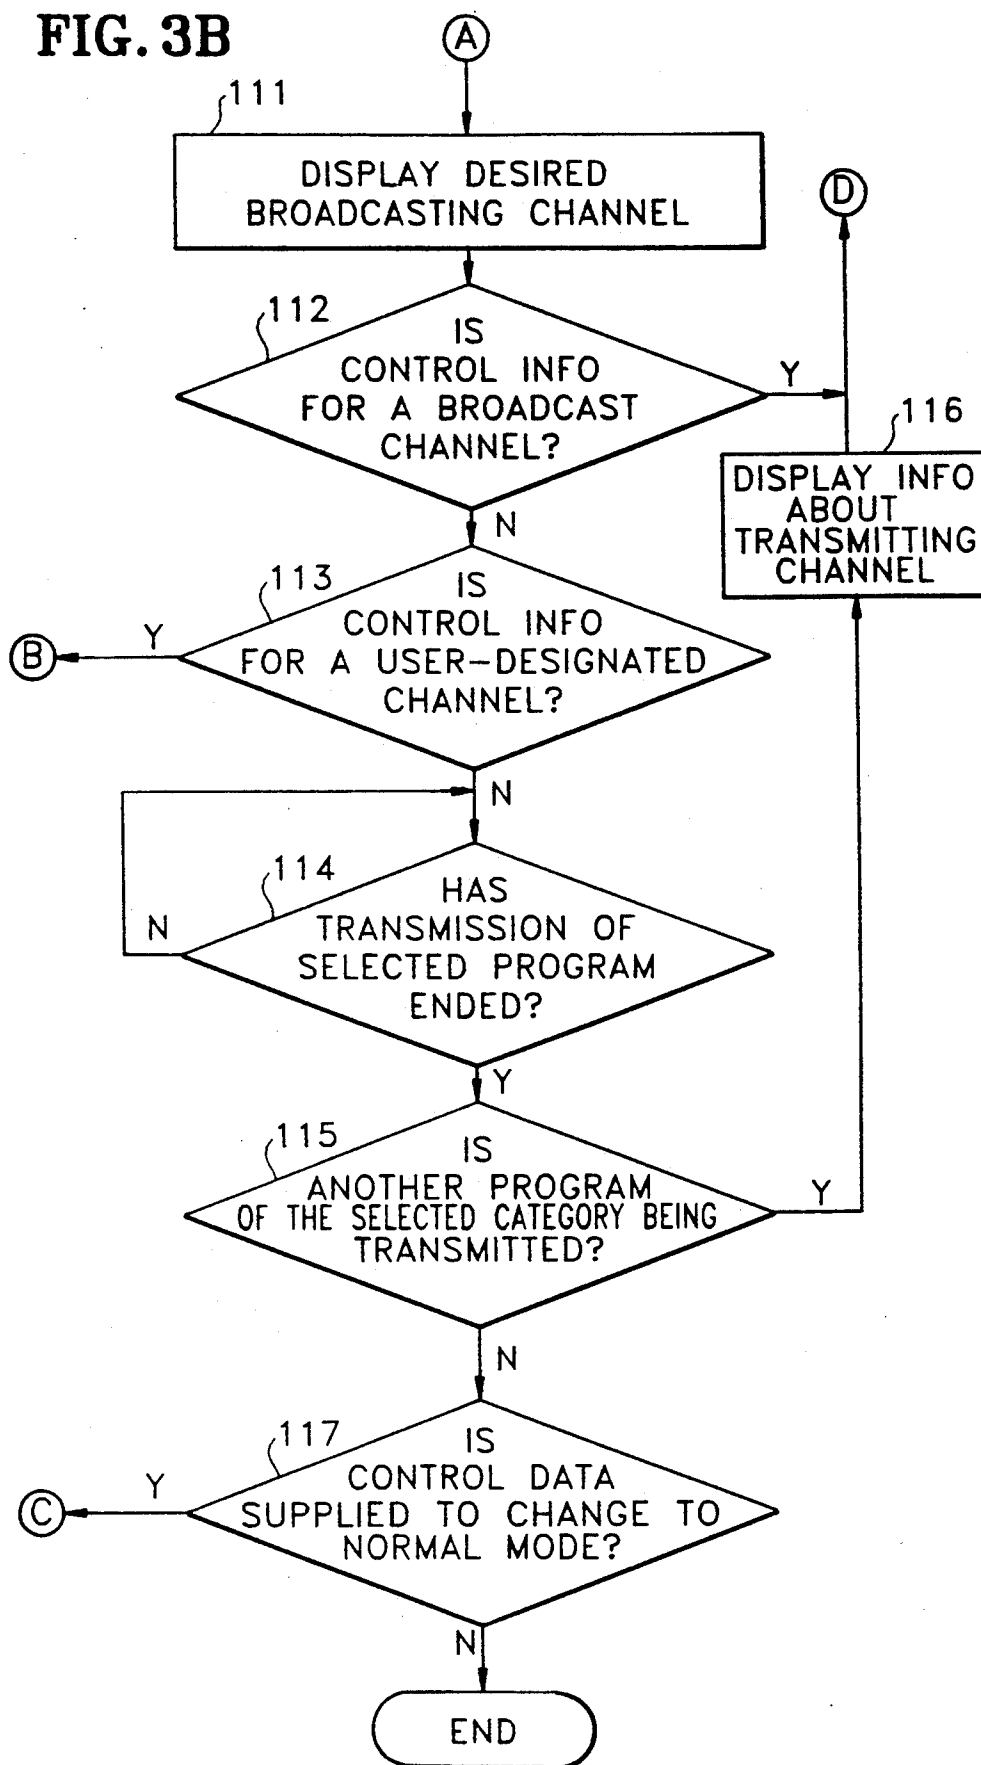 FIG. 3B
A
111
DISPLAY DESIRED
BROADCASTING CHANNEL
D
112
IS
CONTROL INFO
FOR A BROADCAST
CHANNEL?
Y
116
DISPLAY INFO
ABOUT
TRANSMITTING
CHANNEL
N
113
IS
CONTROL INFO
FOR A USER-DESIGNATED
CHANNEL?
Y
B
N
114
HAS
TRANSMISSION OF
SELECTED PROGRAM
ENDED?
N
Y
115
IS
ANOTHER PROGRAM
OF THE SELECTED CATEGORY BEING
TRANSMITTED?
Y
N
117
IS
CONTROL DATA
SUPPLIED TO CHANGE TO
NORMAL MODE?
Y
C
N
END